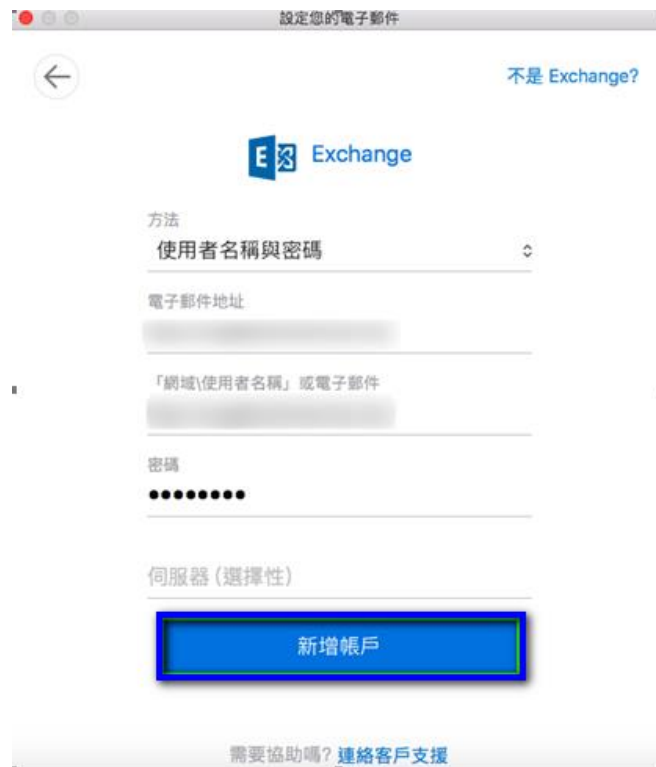 設定您的電子郵件
不是 Exchange?
Exchange
方法
使用者名稱與密碼
電子郵件地址
「網域\使用者名稱」或電子郵件
密碼
••••••••
伺服器 (選擇性)
新增帳戶
需要協助嗎? 連絡客戶支援